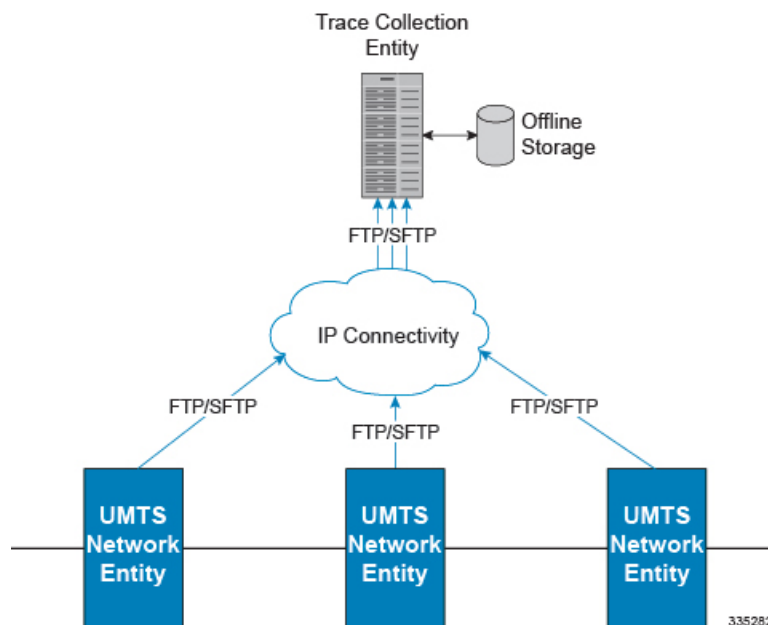 Trace Collection
Entity
Offline
Storage
FTP/SFTP
IP Connectivity
FTP/SFTP
FTP/SFTP
FTP/SFTP
UMTS
Network
Entity
UMTS
Network
Entity
UMTS
Network
Entity
335282